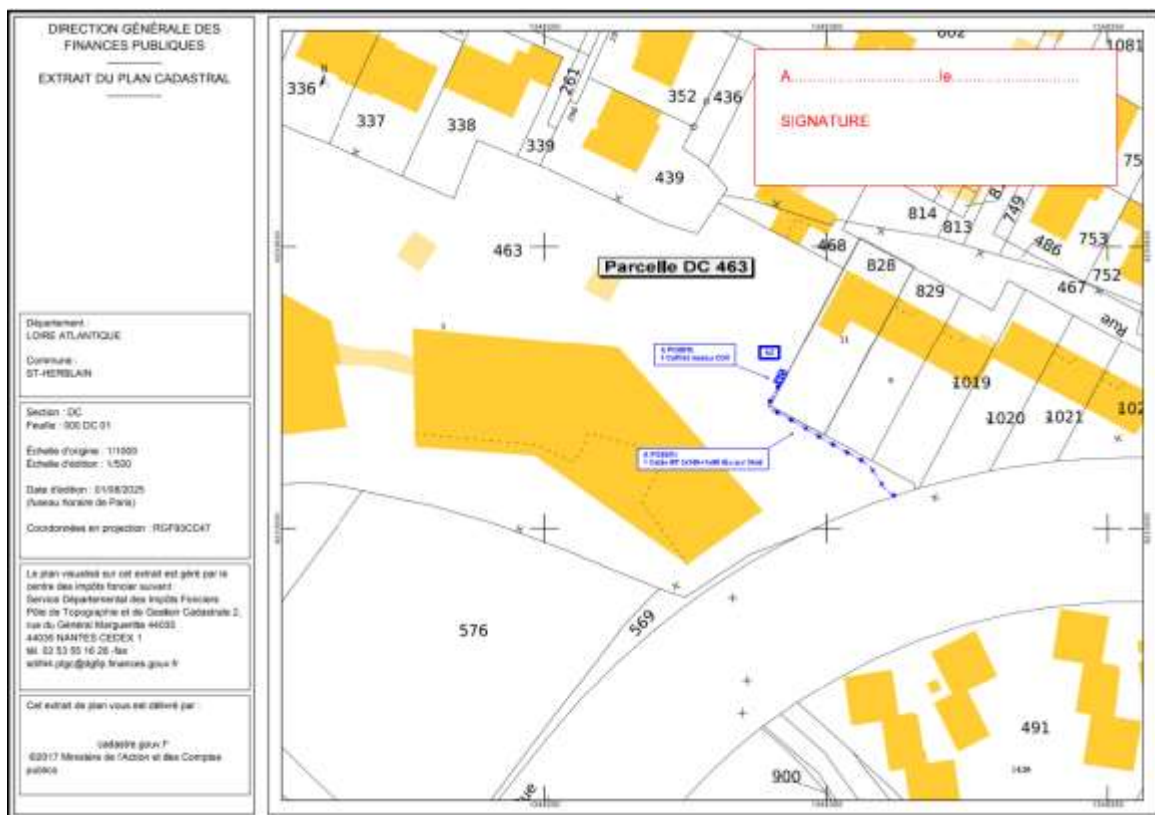 DIRECTION GÉNÉRALE DES
FINANCES PUBLIQUES
EXTRAIT DU PLAN CADASTRAL
Département :
LOIRE ATLANTIQUE
Commune :
ST-HERBLAIN
Section : DC
Feuille : 000 DC 01
Échelle d'origine : 1/1000
Échelle d'édition : 1/500
Date d'édition : 01/08/2025
(fuseau horaire de Paris)
Coordonnées en projection : RGF93CC47
Le plan visualisé sur cet extrait est géré par le
centre des impôts foncier suivant :
Service Départemental des Impôts Fonciers
Pôle de Topographie et de Gestion Cadastrale 2,
rue du Général Margueritte 44035
44035 NANTES CEDEX 1
tél. 02 53 55 16 28 -fax
Cet extrait de plan vous est délivré par :
cadastre.gouv.fr
©2017 Ministère de l'Action et des Comptes
publics
A..............................le..........................
SIGNATURE
336
337
338
339
261
352
436
439
602
1081
463
Parcelle DC 463
468
814
813
749
486
753
752
467
Rue
828
829
11
9
1019
1020
1021
576
569
491
900